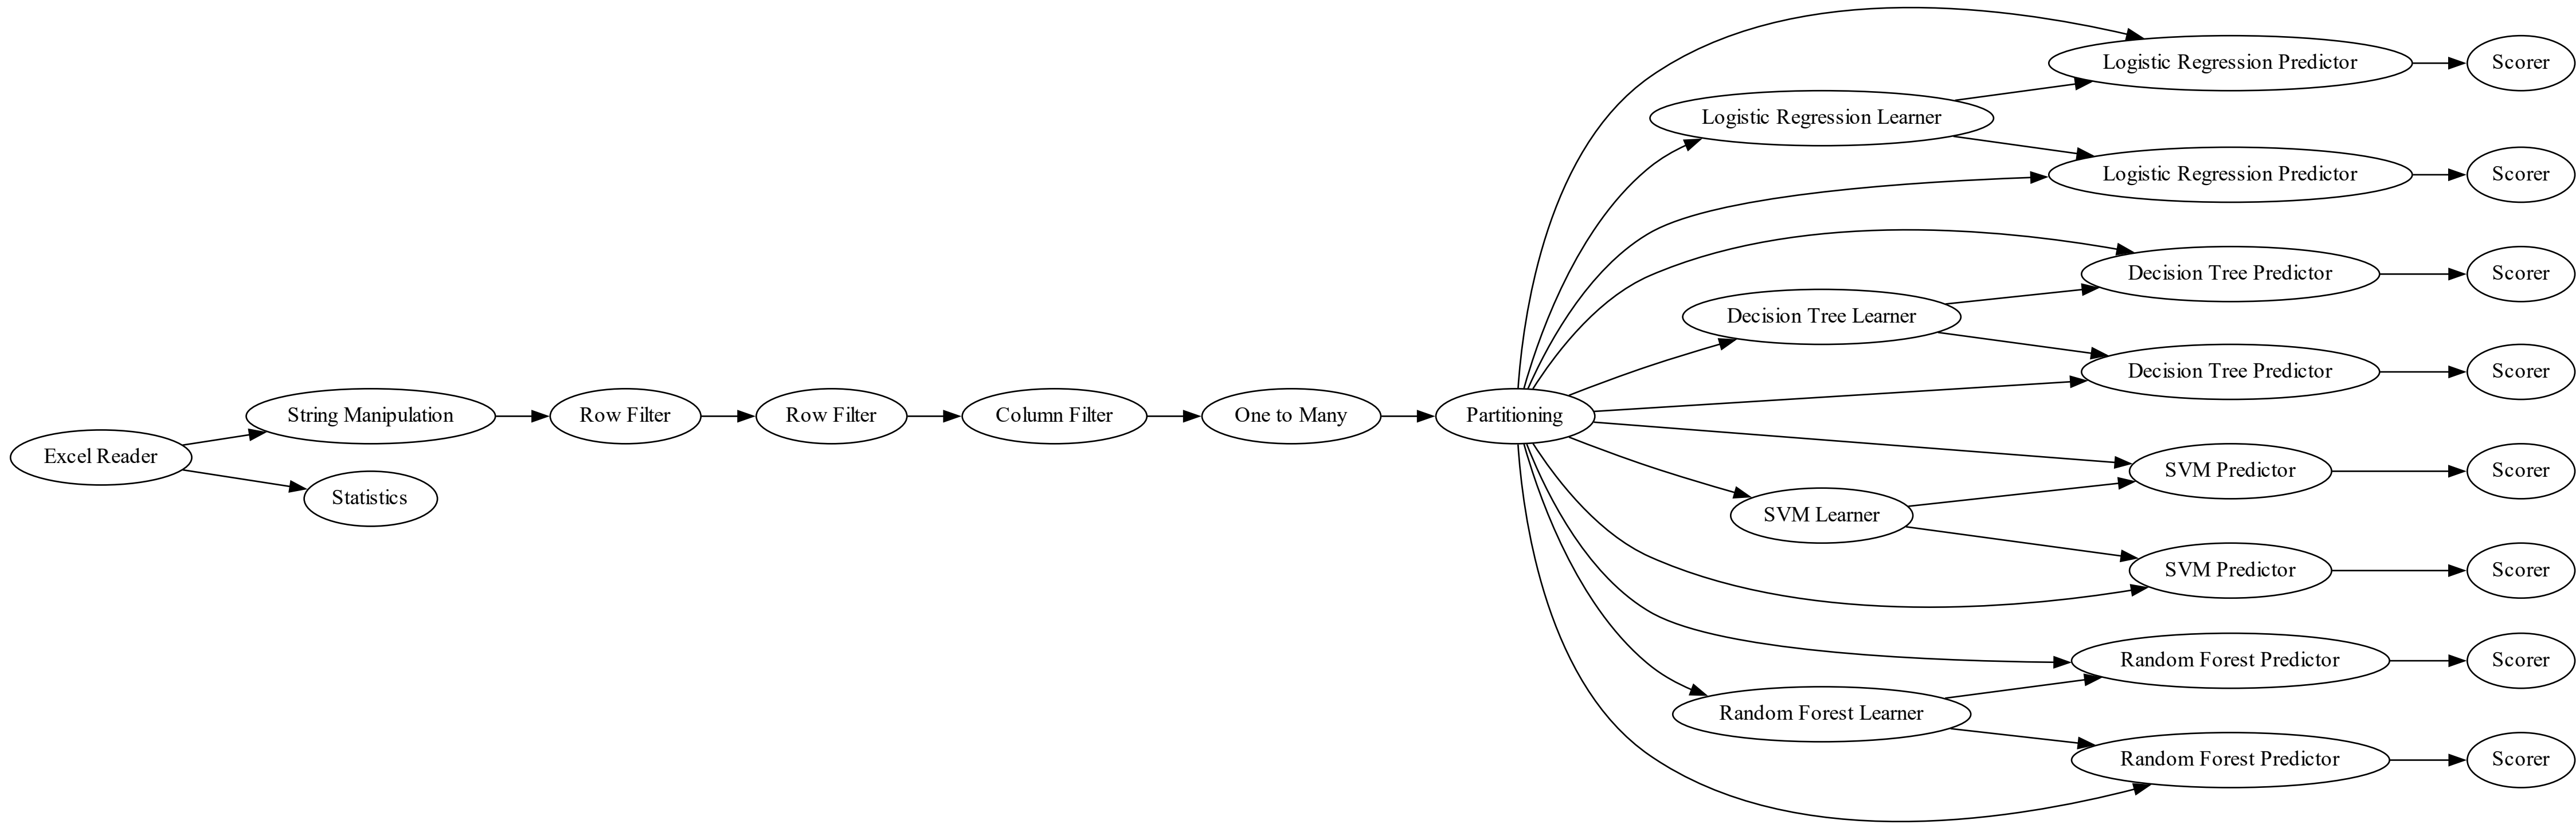 Excel Reader
String Manipulation
Statistics
Row Filter
Row Filter
Column Filter
One to Many
Partitioning
Logistic Regression Learner
Logistic Regression Predictor
Scorer
Logistic Regression Predictor
Scorer
Decision Tree Learner
Decision Tree Predictor
Scorer
Decision Tree Predictor
Scorer
SVM Learner
SVM Predictor
Scorer
SVM Predictor
Scorer
Random Forest Learner
Random Forest Predictor
Scorer
Random Forest Predictor
Scorer